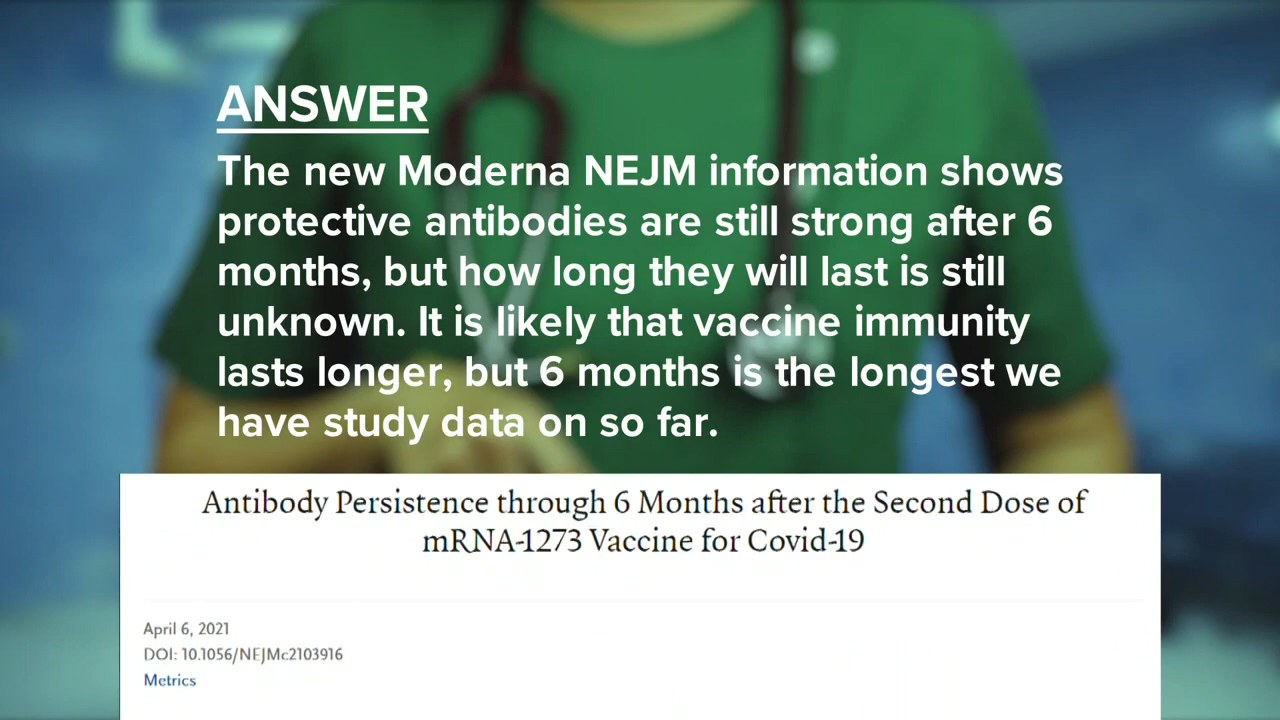 ANSWER
The new Moderna NEJM information shows
protective antibodies are still strong after 6
months, but how long they will last is still
unknown. It is likely that vaccine immunity
lasts longer, but 6 months is the longest we
have study data on so far.
Antibody Persistence through 6 Months after the Second Dose of
mRNA-1273 Vaccine for Covid-19
April 6, 2021
DOI: 10.1056/NEJMc2103916
Metrics